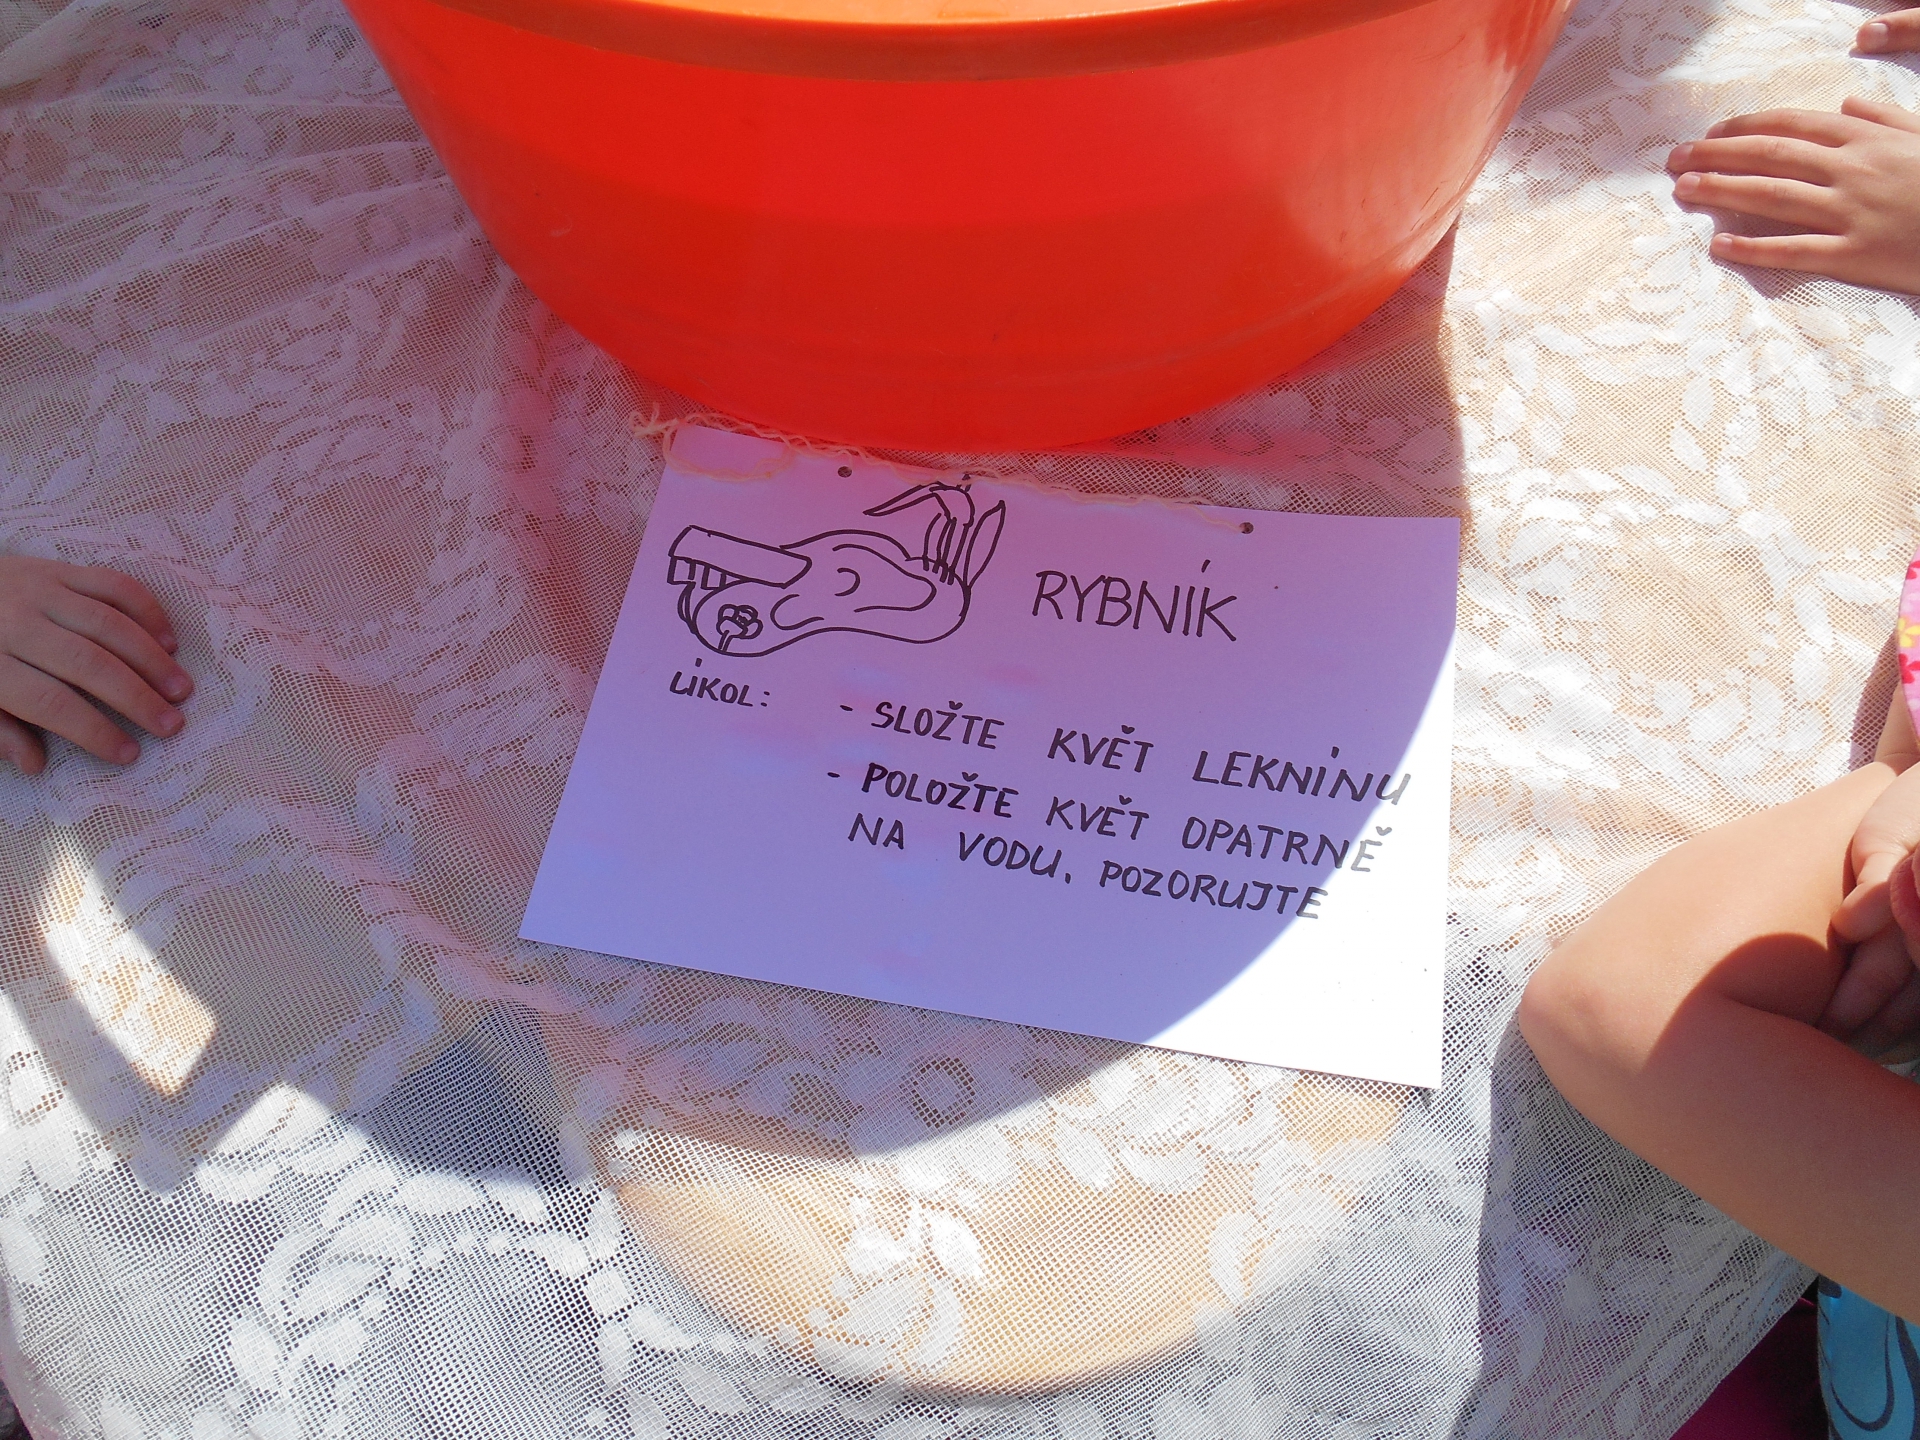 RYBNÍK
ÚKOL: - SLOŽTE KVĚT LEKNÍNU
- POLOŽTE KVĚT OPATRNĚ
NA VODU. POZORUJTE